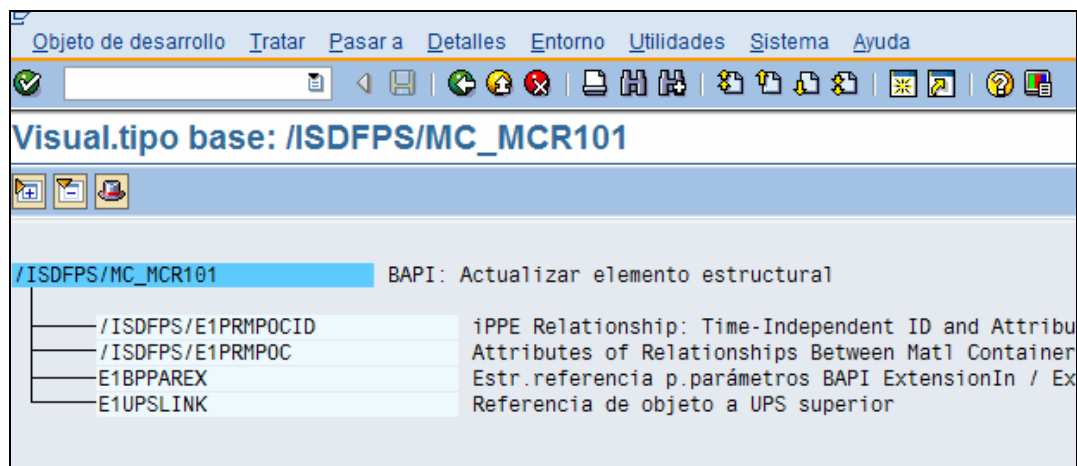 Objeto de desarrollo Tratar Pasar a Detalles Entorno Utilidades Sistema Ayuda
Visual.tipo base: /ISDFPS/MC_MCR101
/ISDFPS/MC_MCR101 BAPI: Actualizar elemento estructural
/ISDFPS/E1PRMPOCID iPPE Relationship: Time-Independent ID and Attribu
/ISDFPS/E1PRMPOC Attributes of Relationships Between Matl Container
E1BPPAREX Estr.referencia p.parámetros BAPI ExtensionIn / Ex
E1UPSLINK Referencia de objeto a UPS superior